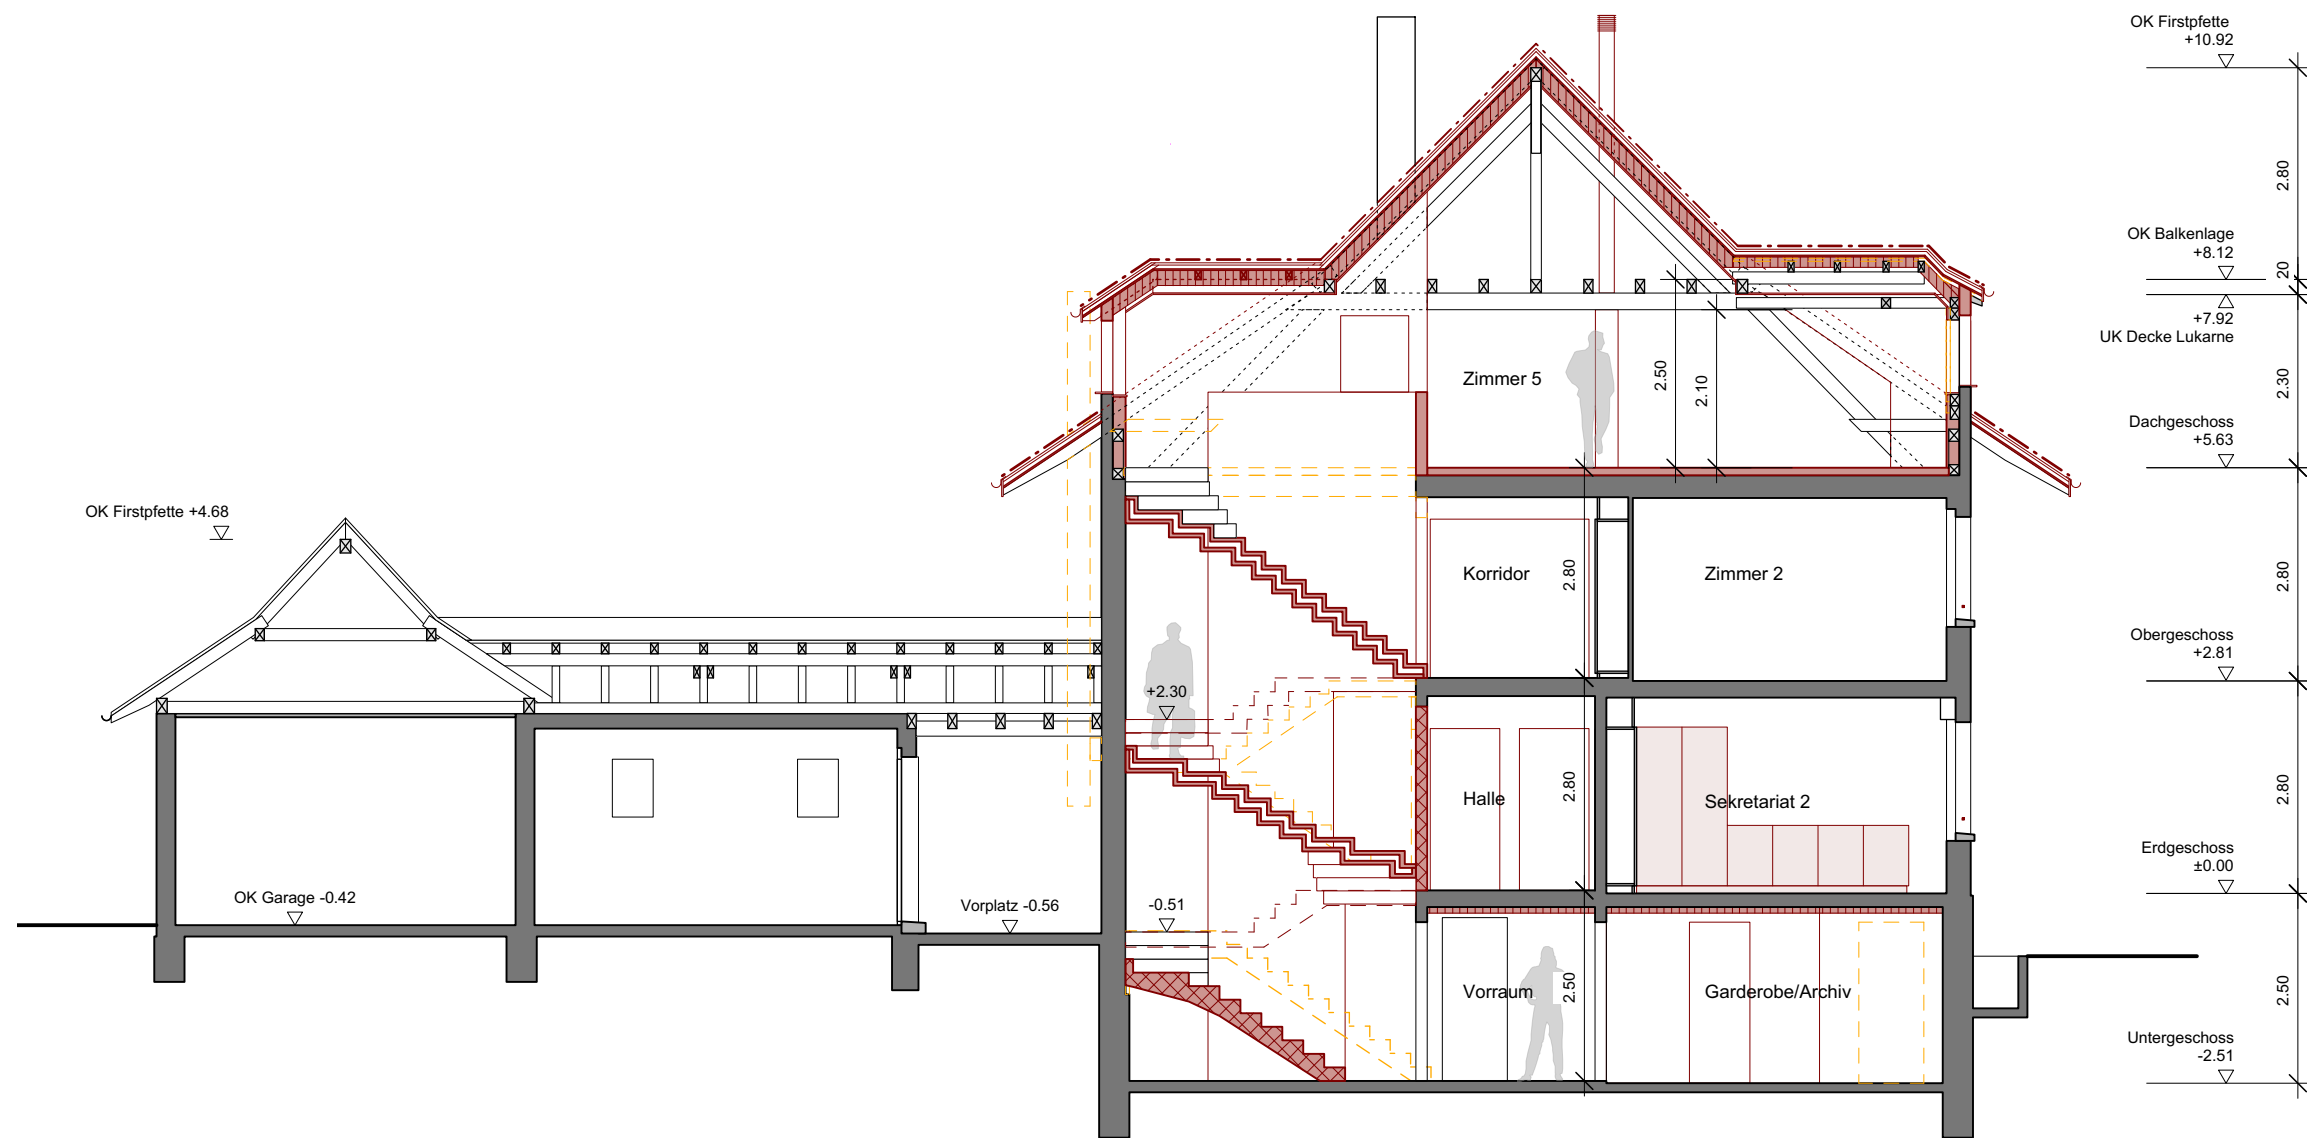 OK Firstpfette
+10.92
2.80
OK Balkenlage
+8.12
20
+7.92
UK Decke Lukarne
2.30
Zimmer 5
2.50
2.10
Dachgeschoss
+5.63
OK Firstpfette +4.68
Korridor
2.80
Zimmer 2
2.80
Obergeschoss
+2.81
+2.30
Halle
2.80
Sekretariat 2
2.80
Erdgeschoss
±0.00
OK Garage -0.42
Vorplatz -0.56
-0.51
Vorraum
2.50
Garderobe/Archiv
2.50
Untergeschoss
-2.51